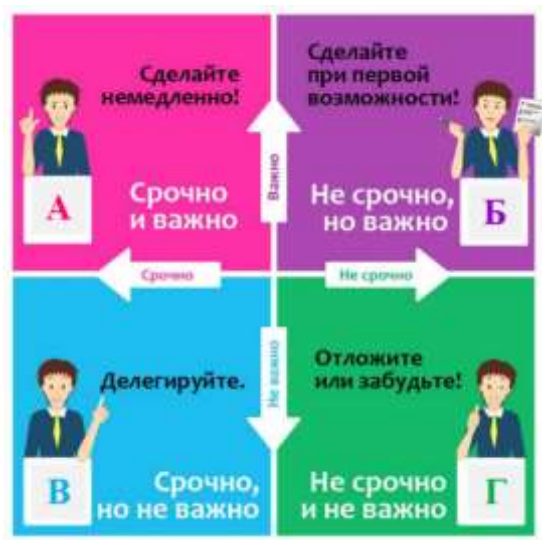 Сделайте
немедленно!
А
Срочно
и важно
Сделайте
при первой
возможности!
Не срочно,
но важно
Б
Важно
Срочно
Не срочно
Не важно
Делегируйте.
В
Срочно,
но не важно
Отложите
или забудьте!
Не срочно
и не важно
Г